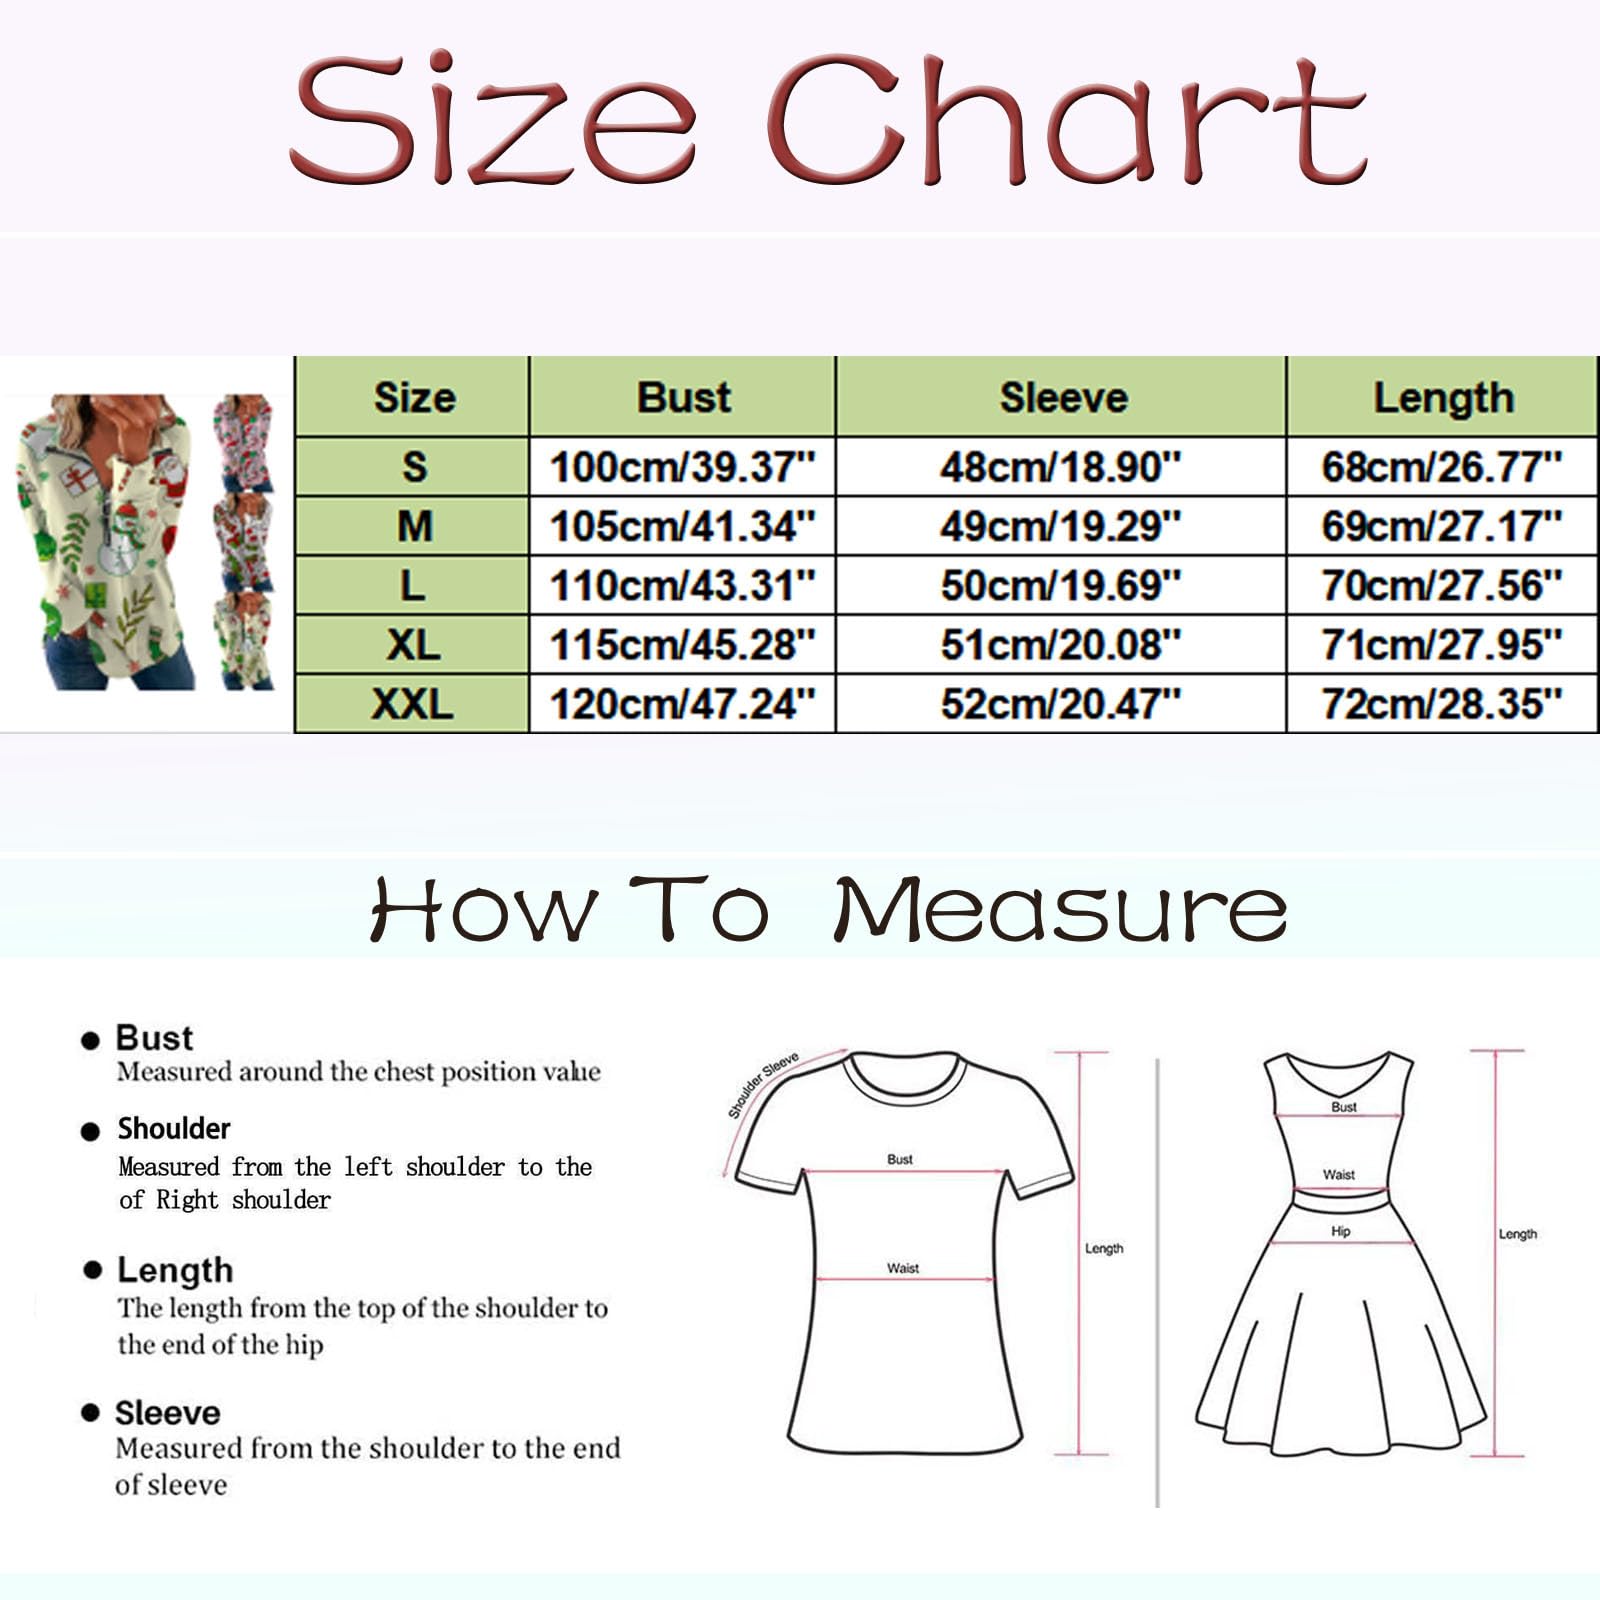 Size Chart
Size Bust Sleeve Length
S 100cm/39.37" 48cm/18.90" 68cm/26.77"
M 105cm/41.34" 49cm/19.29" 69cm/27.17"
L 110cm/43.31" 50cm/19.69" 70cm/27.56"
XL 115cm/45.28" 51cm/20.08" 71cm/27.95"
XXL 120cm/47.24" 52cm/20.47" 72cm/28.35"
How To Measure
● Bust
Measured around the chest position value
● Shoulder
Measured from the left shoulder to the
of Right shoulder
● Length
The length from the top of the shoulder to
the end of the hip
● Sleeve
Measured from the shoulder to the end
of sleeve
Shoulder Sleeve
Bust
Waist
Length
Bust
Waist
Hip
Length